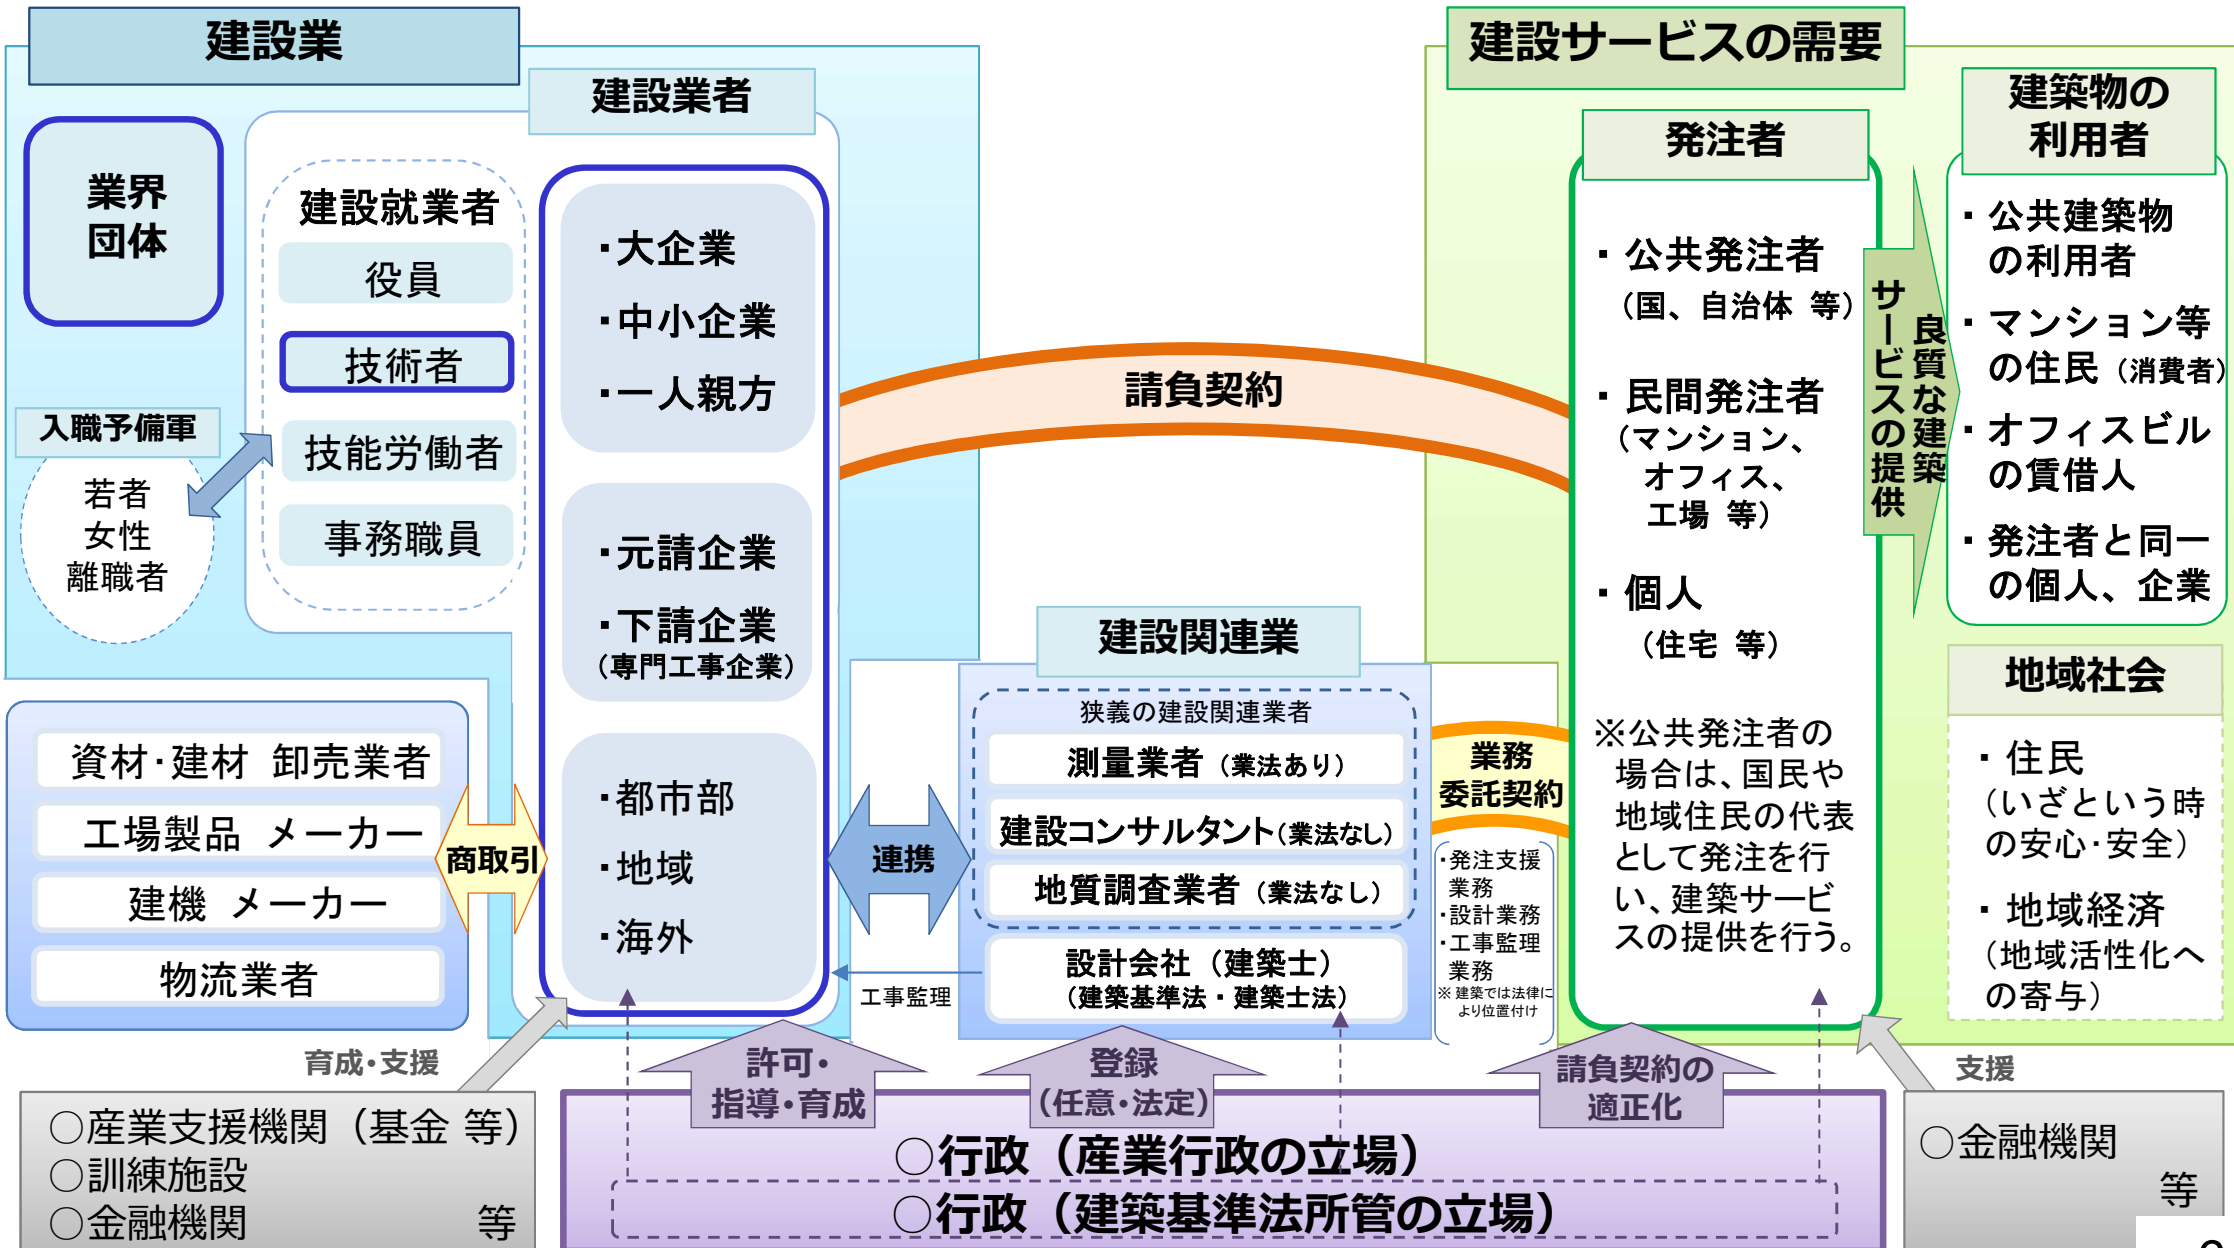 建設業
建設業者
業界
団体
建設就業者
役員
技術者
技能労働者
事務職員
入職予備軍
若者
女性
離職者
・大企業
・中小企業
・一人親方
・元請企業
・下請企業
（専門工事企業）
・都市部
・地域
・海外
資材・建材 卸売業者
工場製品 メーカー
建機 メーカー
物流業者
商取引
連携
請負契約
建設関連業
狭義の建設関連業者
測量業者（業法あり）
建設コンサルタント（業法なし）
地質調査業者（業法なし）
設計会社（建築士）
（建築基準法・建築士法）
工事監理
業務
委託契約
・発注支援
業務
・設計業務
・工事監理
業務
※ 建築では法律に
より位置付け
建設サービスの需要
発注者
・公共発注者
（国、自治体 等）
・民間発注者
（マンション、
オフィス、
工場 等）
・個人
（住宅 等）
※公共発注者の
場合は、国民や
地域住民の代表
として発注を行
い、建築サービ
スの提供を行う。
良質な建築
サービスの提供
建築物の
利用者
・公共建築物
の利用者
・マンション等
の住民（消費者）
・オフィスビル
の賃借人
・発注者と同一
の個人、企業
地域社会
・住民
（いざという時
の安心・安全）
・地域経済
（地域活性化へ
の寄与）
育成・支援
○産業支援機関（基金 等）
○訓練施設
○金融機関 等
許可・
指導・育成
登録
（任意・法定）
請負契約の
適正化
○行政（産業行政の立場）
○行政（建築基準法所管の立場）
支援
○金融機関
等